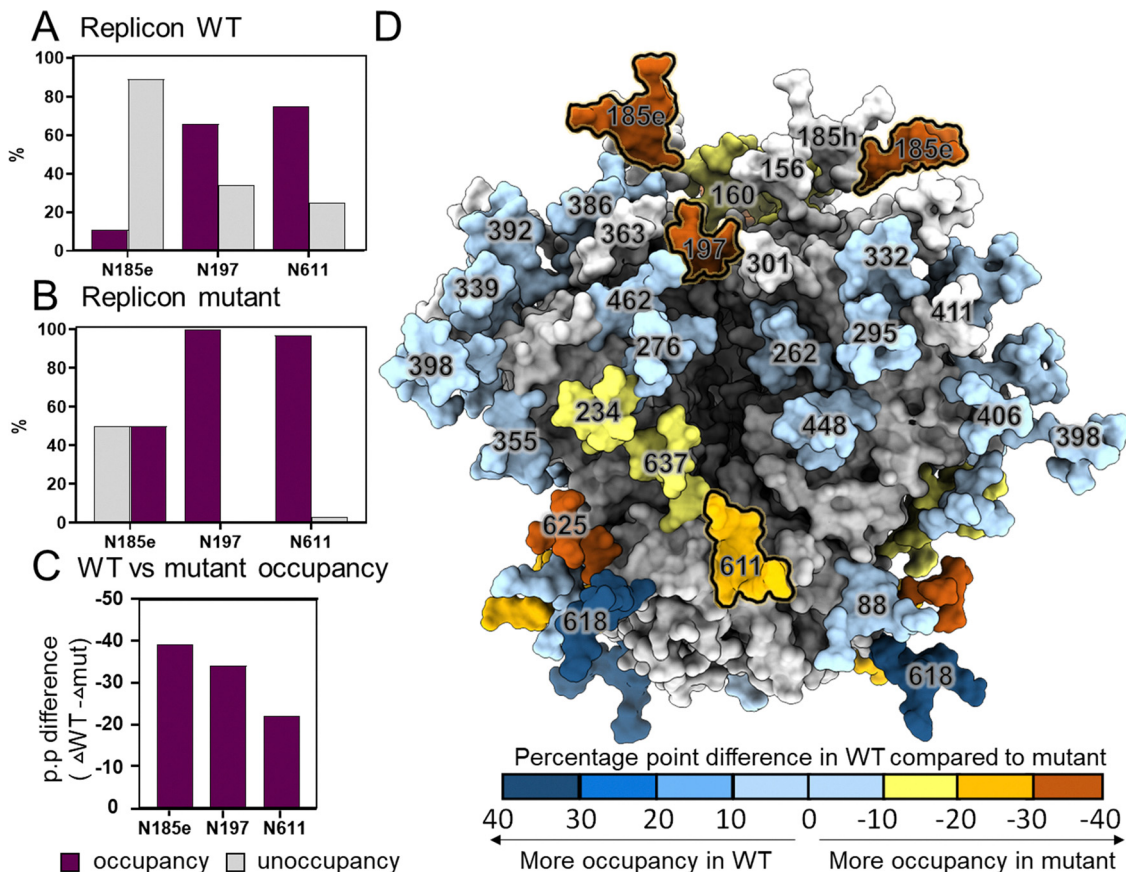 A Replicon WT
100
80
60
40
20
0
%
N185e N197 N611
B Replicon mutant
100
80
60
40
20
0
%
N185e N197 N611
C WT vs mutant occupancy
-50
-40
-30
-20
-10
0
p.p difference
( ΔWT -Δmut)
N185e N197 N611
occupancy unoccupancy
D
185e
185h
185e
156
160
386
392
363
197
301
332
339
462
411
276
262
295
398
234
448
406
398
355
637
625
611
618
88
618
Percentage point difference in WT compared to mutant
40 30 20 10 0 -10 -20 -30 -40
More occupancy in WT More occupancy in mutant